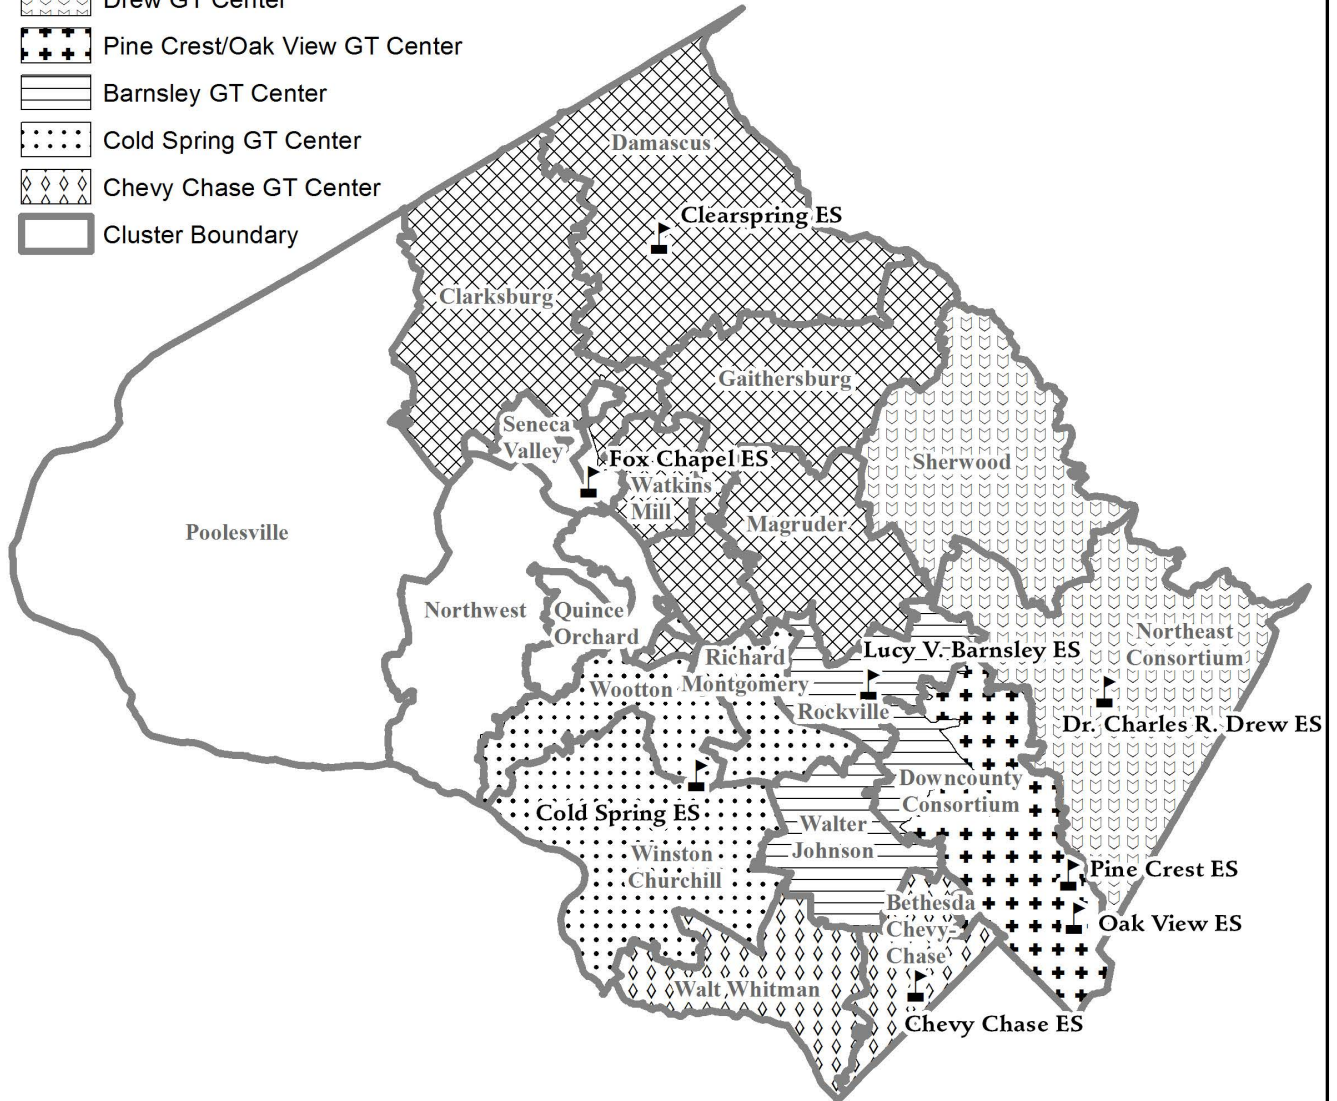 Drew GT Center
Pine Crest/Oak View GT Center
Barnsley GT Center
Cold Spring GT Center
Chevy Chase GT Center
Cluster Boundary
Damascus
Clearspring ES
Clarksburg
Gaithersburg
Seneca
Valley
Fox Chapel ES
Watkins
Mill
Sherwood
Magruder
Poolesville
Northwest
Quince
Orchard
Northeast
Consortium
Lucy V. Barnsley ES
Richard
Montgomery
Wootton
Rockville
Dr. Charles R. Drew ES
Downcounty
Consortium
Cold Spring ES
Walter
Johnson
Winston
Churchill
Pine Crest ES
Bethesda
Chevy-
Chase
Oak View ES
Walt Whitman
Chevy Chase ES